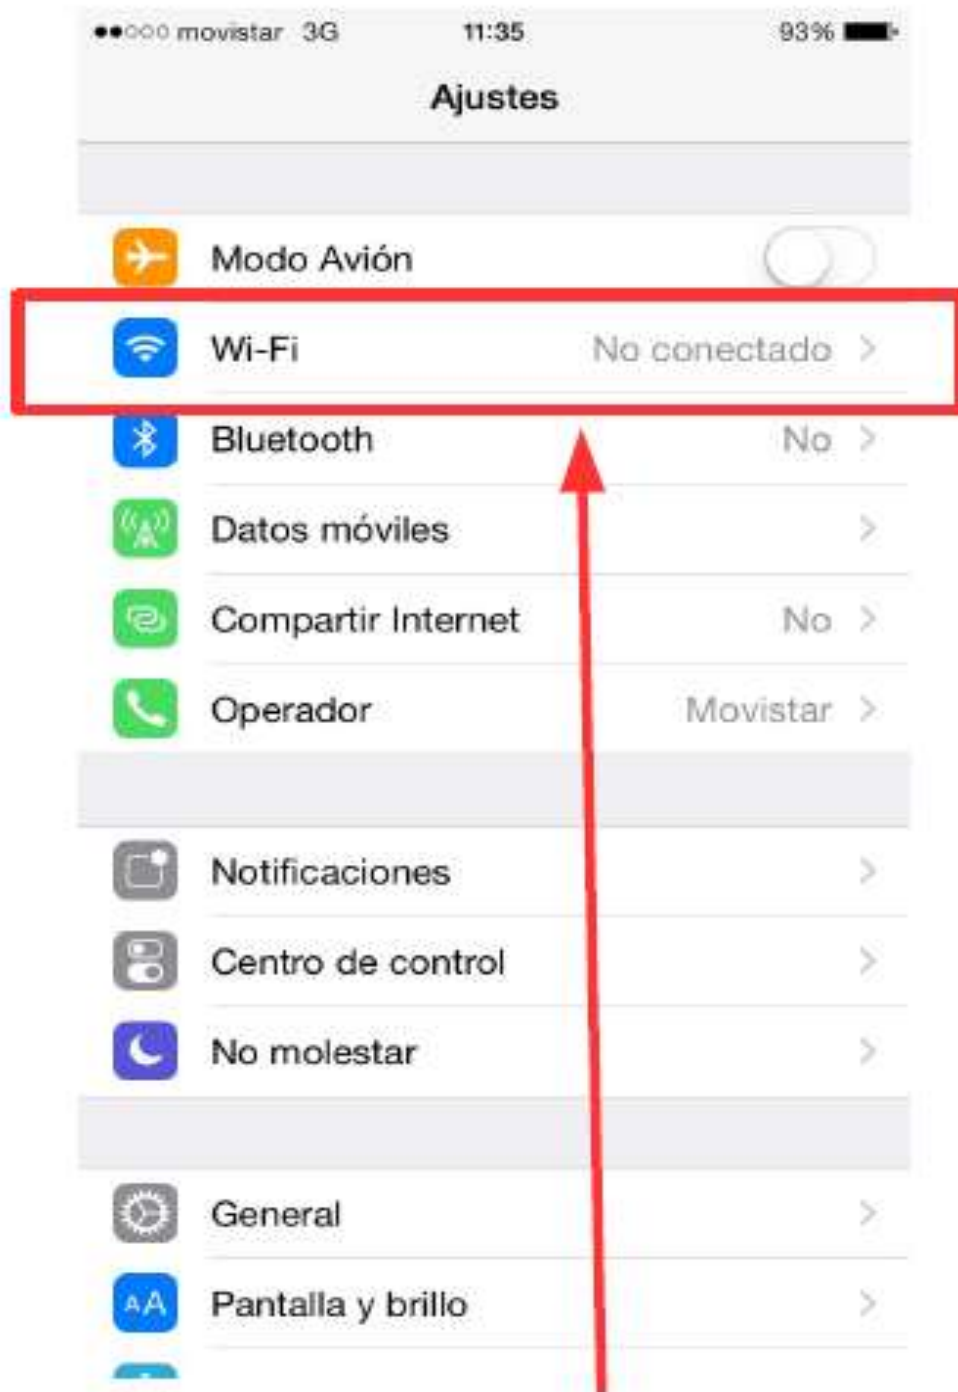 movistar 3G 11:35 93%
Ajustes
Modo Avión
Wi-Fi No conectado
Bluetooth No
Datos móviles
Compartir Internet No
Operador Movistar
Notificaciones
Centro de control
No molestar
General
AA Pantalla y brillo